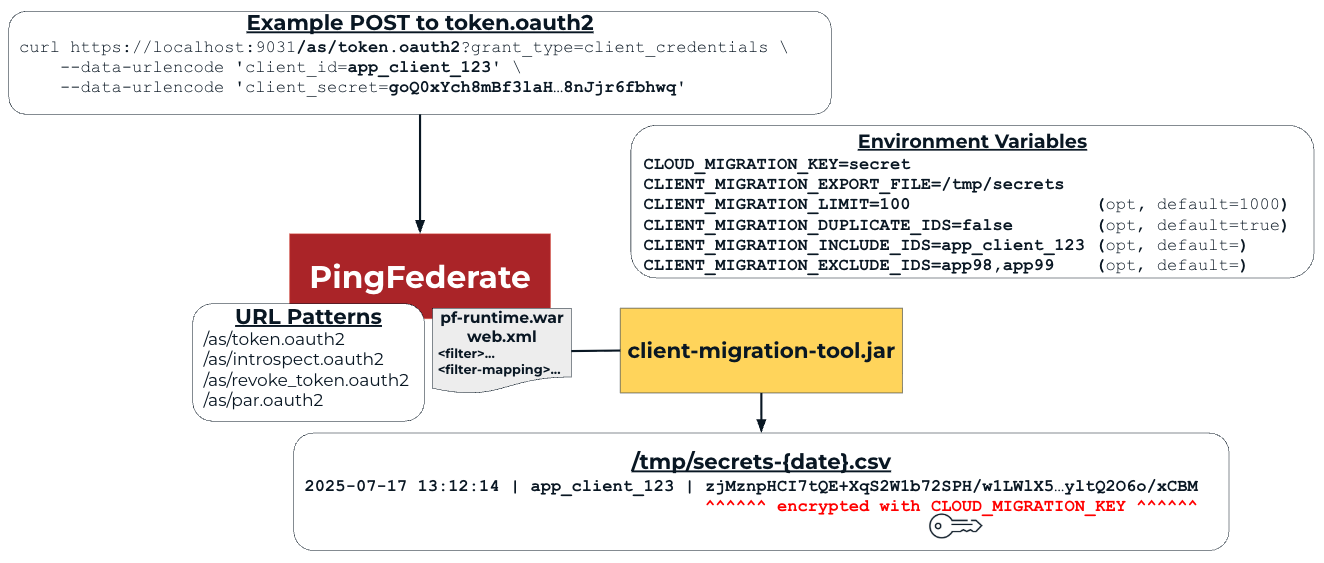 Example POST to token.oauth2
curl https://localhost:9031/as/token.oauth2?grant_type=client_credentials \
--data-urlencode 'client_id=app_client_123' \
--data-urlencode 'client_secret=goQ0xYch8mBf3laH…8nJjr6fbhwq'
Environment Variables
CLOUD_MIGRATION_KEY=secret
CLIENT_MIGRATION_EXPORT_FILE=/tmp/secrets
CLIENT_MIGRATION_LIMIT=100 (opt, default=1000)
CLIENT_MIGRATION_DUPLICATE_IDS=false (opt, default=true)
CLIENT_MIGRATION_INCLUDE_IDS=app_client_123 (opt, default=)
CLIENT_MIGRATION_EXCLUDE_IDS=app98,app99 (opt, default=)
PingFederate
URL Patterns
/as/token.oauth2
/as/introspect.oauth2
/as/revoke_token.oauth2
/as/par.oauth2
pf-runtime.war
web.xml
<filter>…
<filter-mapping>…
client-migration-tool.jar
/tmp/secrets-{date}.csv
2025-07-17 13:12:14 | app_client_123 | zjMznpHCI7tQE+XqS2W1b72SPH/w1LWlX5…yltQ2O6o/xCBM
^^^^^^ encrypted with CLOUD_MIGRATION_KEY ^^^^^^